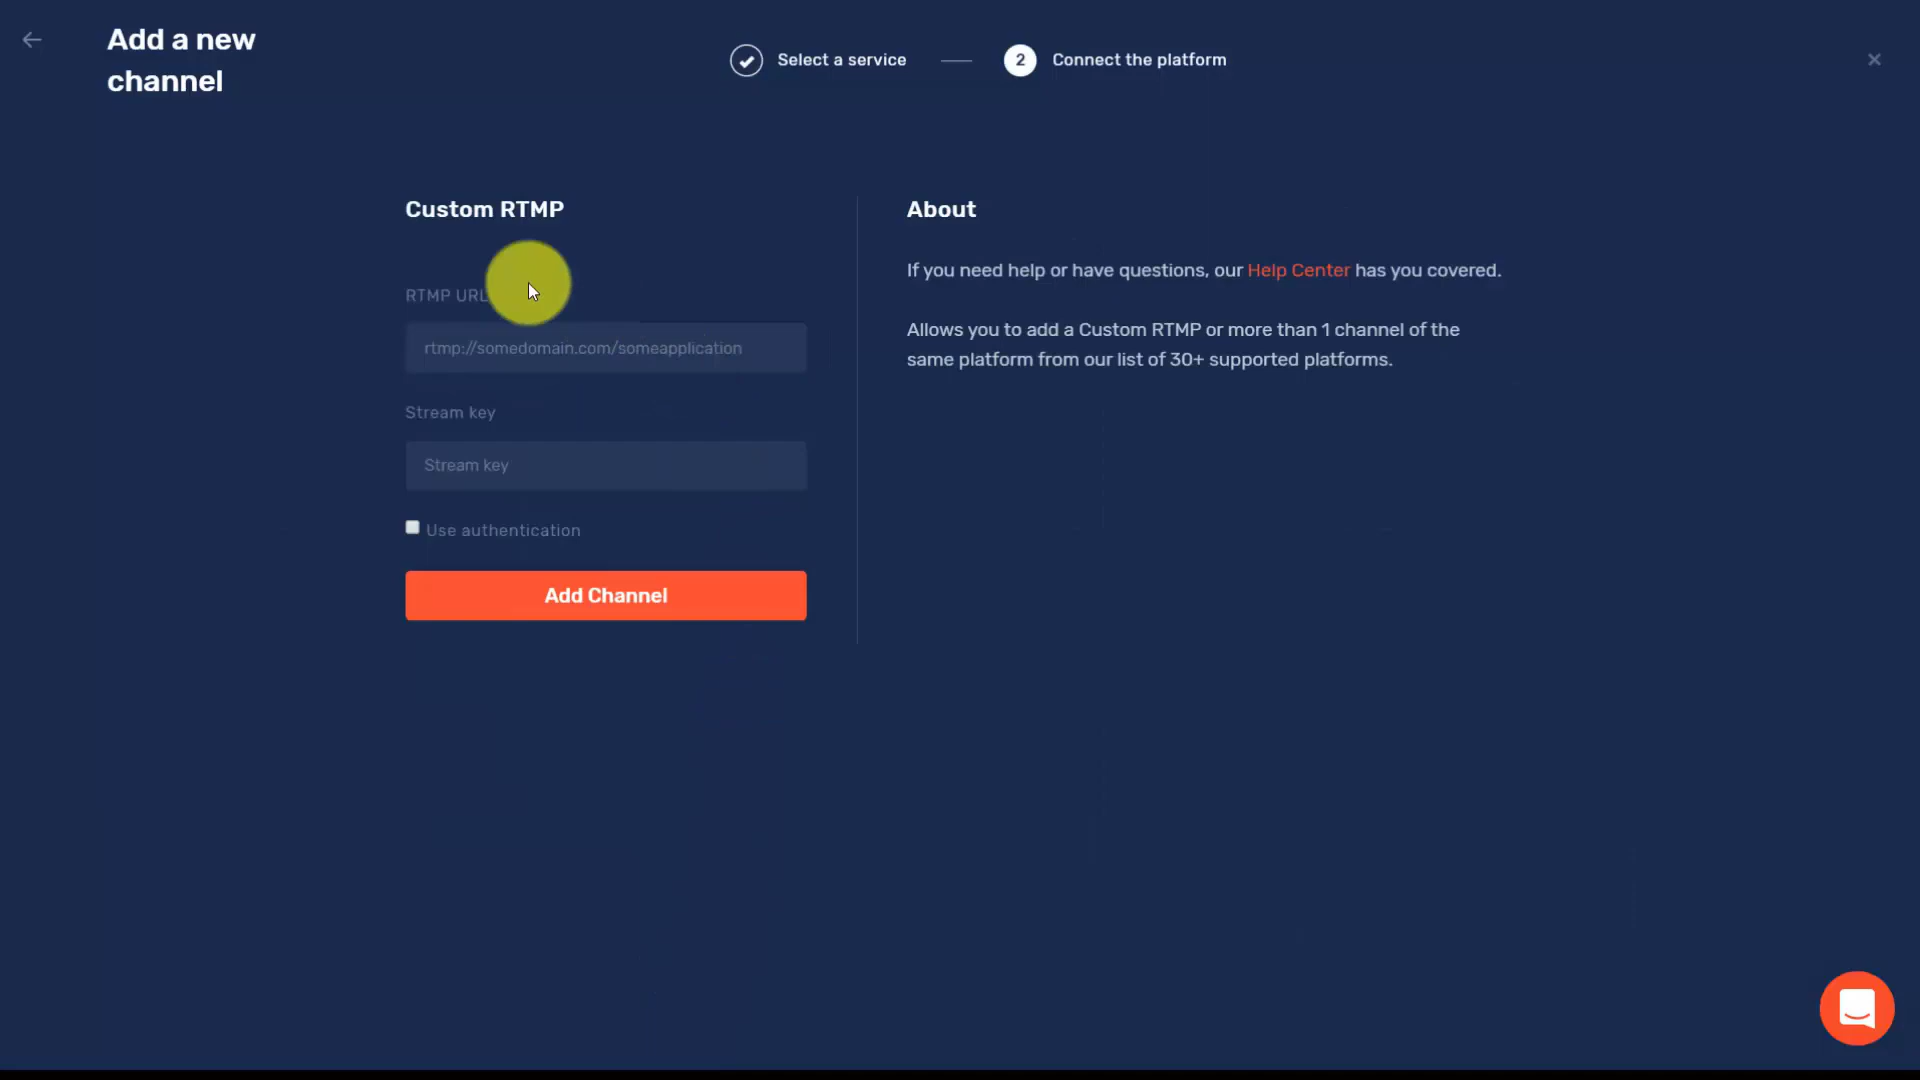 Add a new
channel
Select a service
2
Connect the platform
Custom RTMP
RTMP URL
rtmp://somedomain.com/someapplication
Stream key
Stream key
Use authentication
Add Channel
About
If you need help or have questions, our Help Center has you covered.
Allows you to add a Custom RTMP or more than 1 channel of the
same platform from our list of 30+ supported platforms.